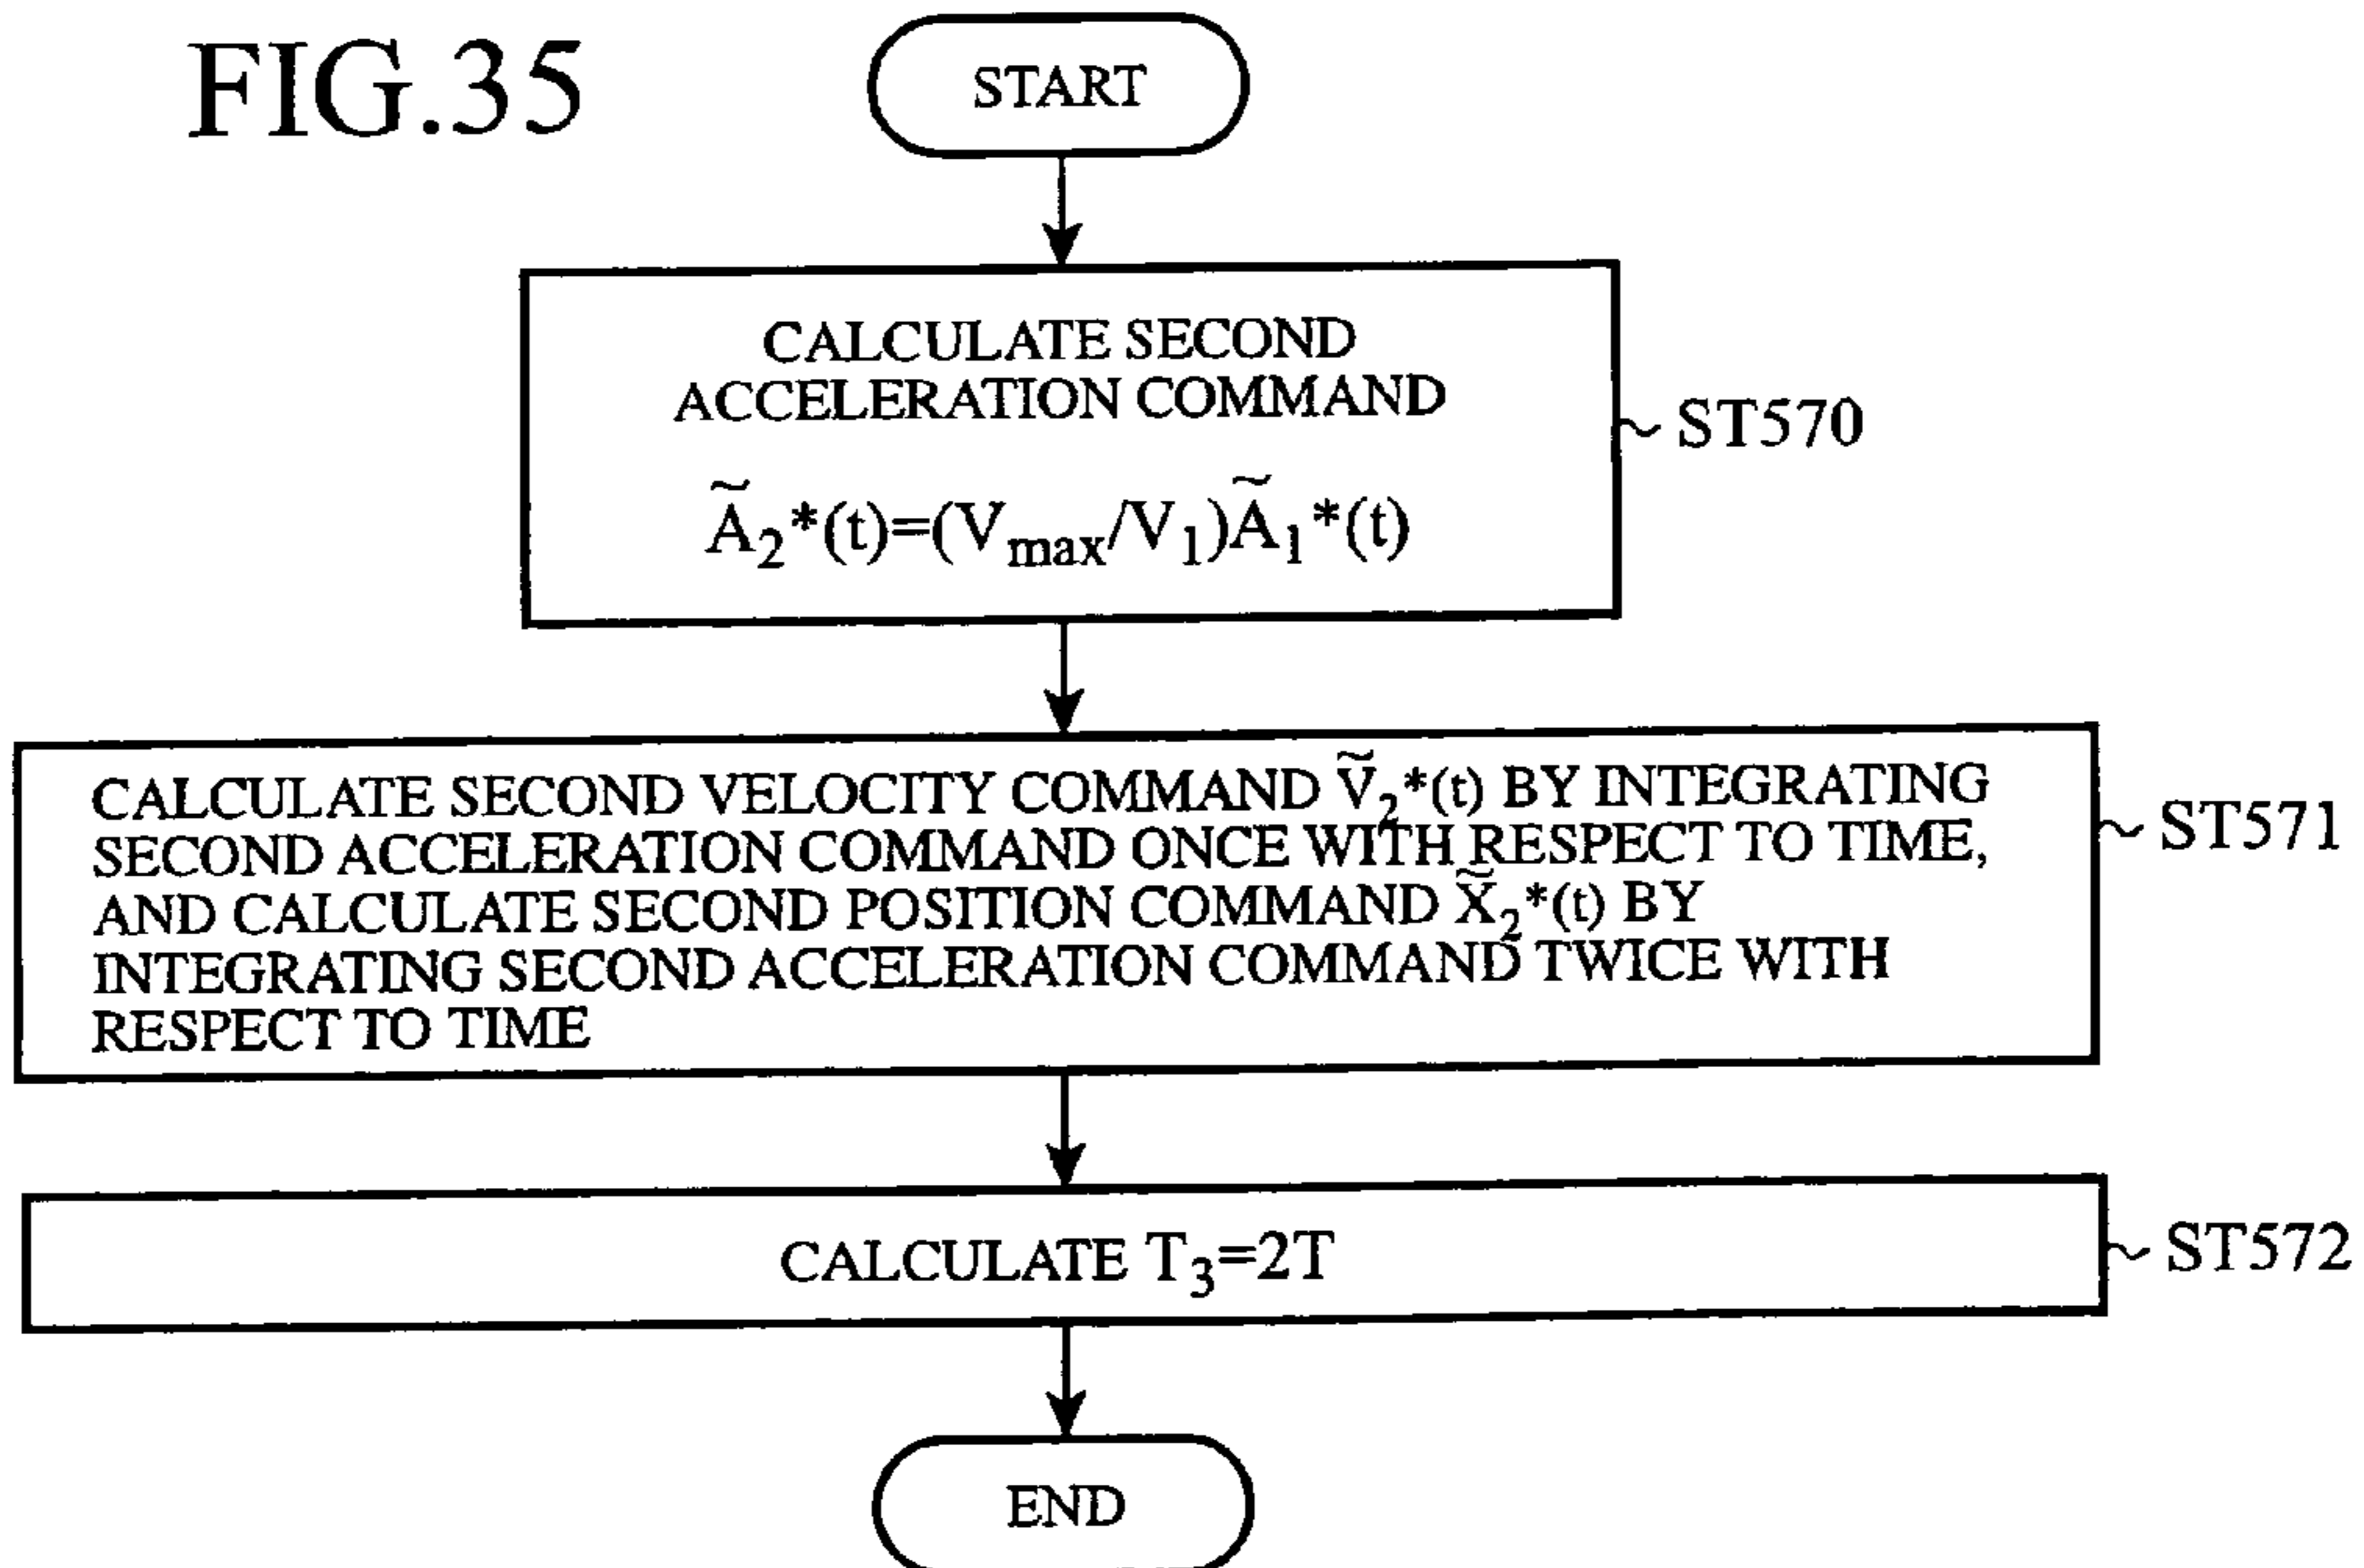 FIG.35
START
CALCULATE SECOND
ACCELERATION COMMAND
Ã₂*(t)=(Vₘₐₓ/V₁)Ã₁*(t)
ST570
CALCULATE SECOND VELOCITY COMMAND Ṽ₂*(t) BY INTEGRATING
SECOND ACCELERATION COMMAND ONCE WITH RESPECT TO TIME,
AND CALCULATE SECOND POSITION COMMAND X̃₂*(t) BY
INTEGRATING SECOND ACCELERATION COMMAND TWICE WITH
RESPECT TO TIME
ST571
CALCULATE T₃=2T
ST572
END